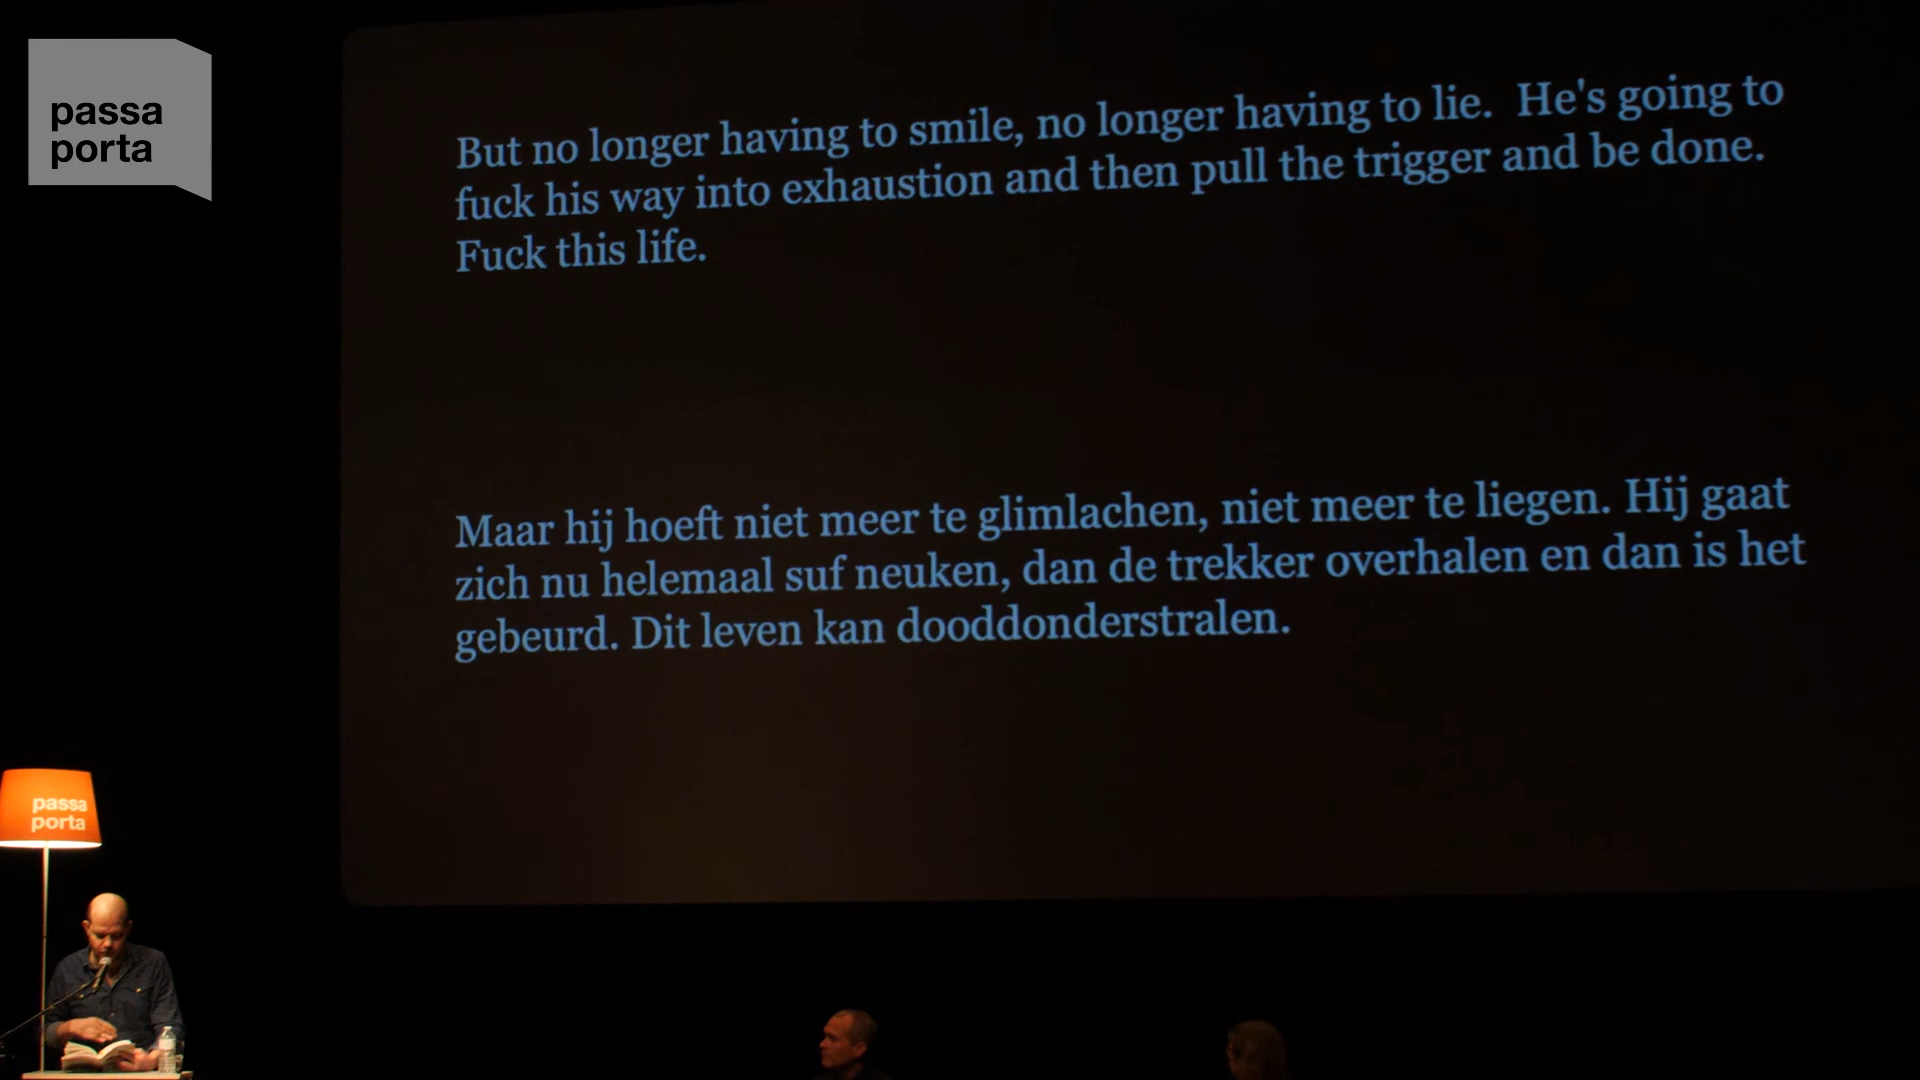 passa
porta
But no longer having to smile, no longer having to lie.  He's going to
fuck his way into exhaustion and then pull the trigger and be done.
Fuck this life.
Maar hij hoeft niet meer te glimlachen, niet meer te liegen. Hij gaat
zich nu helemaal suf neuken, dan de trekker overhalen en dan is het
gebeurd. Dit leven kan dooddonderstralen.
passa
porta